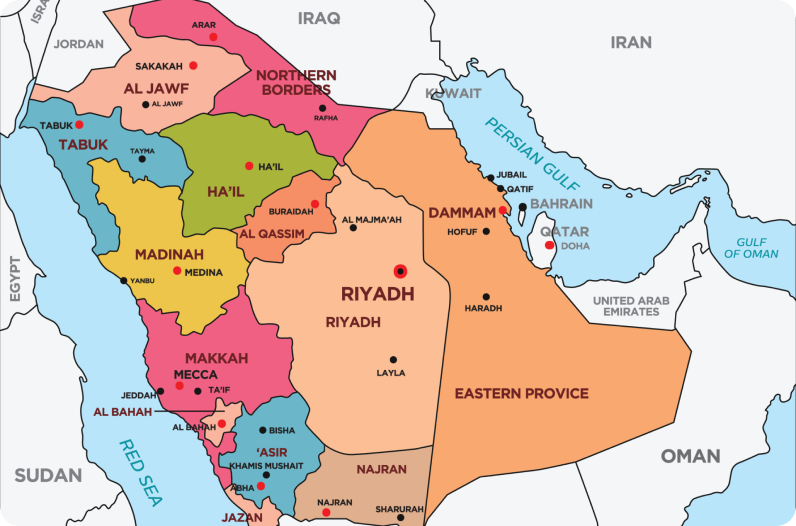 ISRA
IRAQ
ARAR
JORDAN
IRAN
SAKAKAH
AL JAWF
AL JAWF
NORTHERN
BORDERS
RAFHA
KUWAIT
TABUK
TABUK
TAYMA
PERSIAN GULF
HA'IL
HA'IL
JUBAIL
QATIF
BURAIDAH
AL QASSIM
AL MAJMA'AH
DAMMAM
BAHRAIN
HOFUF
QATAR
DOHA
GULF
OF OMAN
MADINAH
MEDINA
YANBU
EGYPT
RIYADH
RIYADH
HARADH
UNITED ARAB
EMIRATES
MAKKAH
MECCA
JEDDAH
TA'IF
LAYLA
EASTERN PROVICE
AL BAHAH
AL BAHAH
BISHA
'ASIR
KHAMIS MUSHAIT
ABHA
RED SEA
SUDAN
OMAN
NAJRAN
NAJRAN
SHARURAH
JAZAN